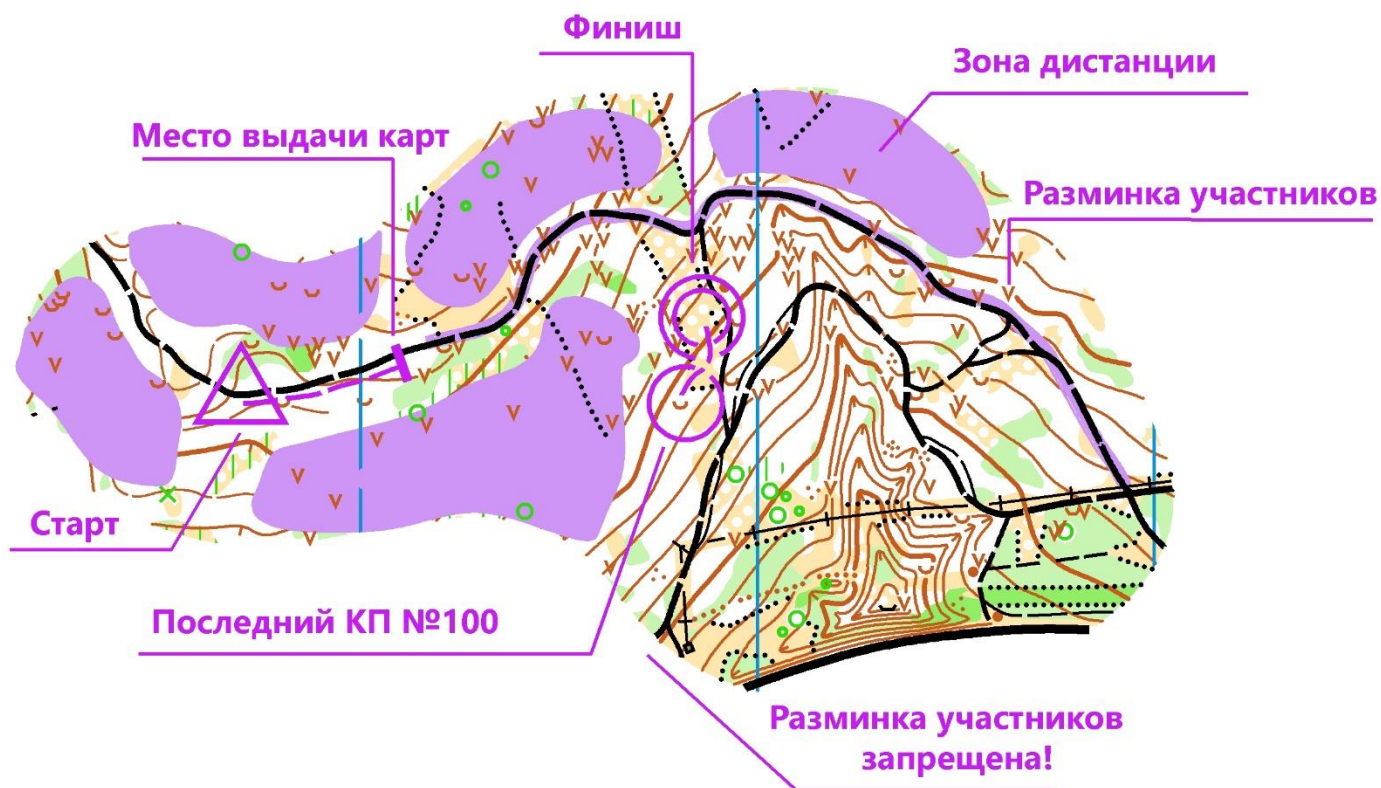 Финиш
Зона дистанции
Место выдачи карт
Разминка участников
Старт
Последний КП №100
Разминка участников
запрещена!